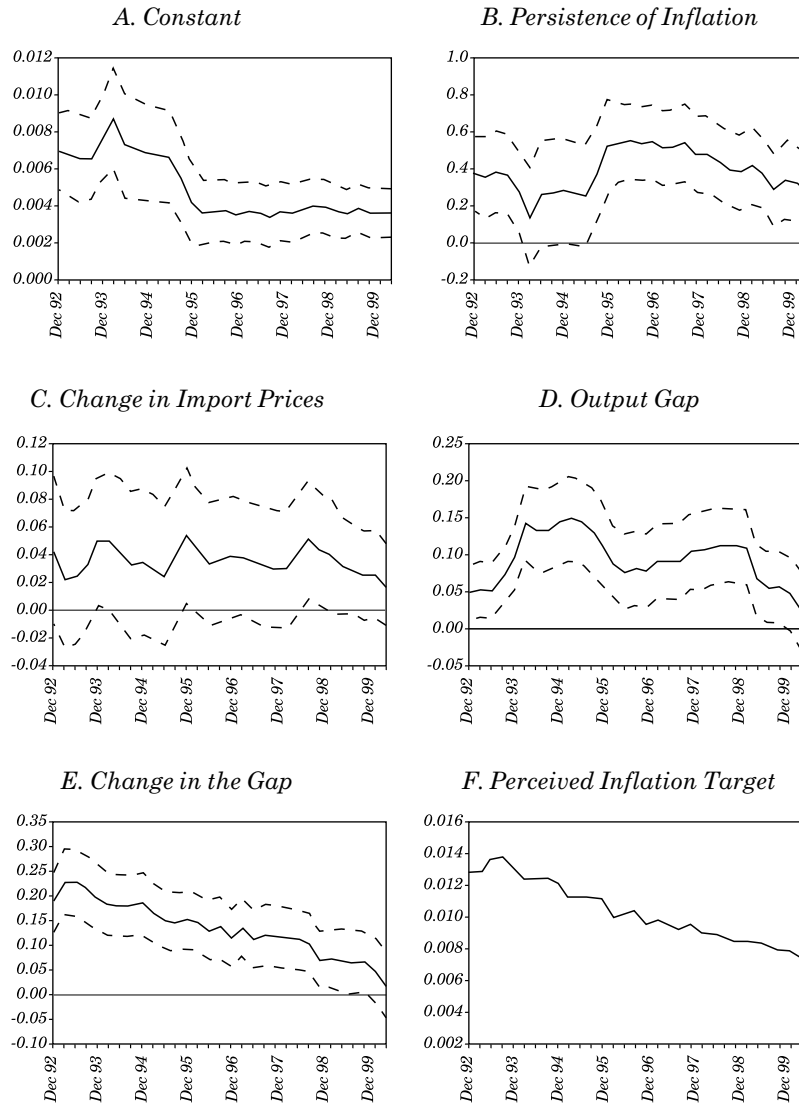 A. Constant
0.012
0.010
0.008
0.006
0.004
0.002
0.000
Dec 92
Dec 93
Dec 94
Dec 95
Dec 96
Dec 97
Dec 98
Dec 99
B. Persistence of Inflation
1.0
0.8
0.6
0.4
0.2
0.0
-0.2
Dec 92
Dec 93
Dec 94
Dec 95
Dec 96
Dec 97
Dec 98
Dec 99
C. Change in Import Prices
0.12
0.10
0.08
0.06
0.04
0.02
0.00
-0.02
-0.04
Dec 92
Dec 93
Dec 94
Dec 95
Dec 96
Dec 97
Dec 98
Dec 99
D. Output Gap
0.25
0.20
0.15
0.10
0.05
0.00
-0.05
Dec 92
Dec 93
Dec 94
Dec 95
Dec 96
Dec 97
Dec 98
Dec 99
E. Change in the Gap
0.35
0.30
0.25
0.20
0.15
0.10
0.05
0.00
-0.05
-0.10
Dec 92
Dec 93
Dec 94
Dec 95
Dec 96
Dec 97
Dec 98
Dec 99
F. Perceived Inflation Target
0.016
0.014
0.012
0.010
0.008
0.006
0.004
0.002
Dec 92
Dec 93
Dec 94
Dec 95
Dec 96
Dec 97
Dec 98
Dec 99